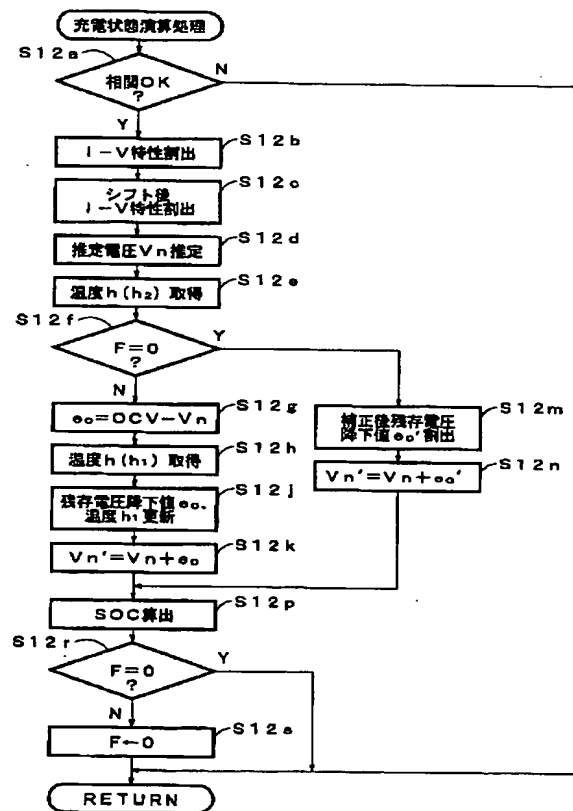 充電状態演算処理
S12a
相関OK
?
N
Y
I-V特性割出
S12b
シフト後
I-V特性割出
S12c
推定電圧Vn推定
S12d
温度h(h2)取得
S12e
S12f
F=0
?
Y
N
e0=OCV-Vn
S12g
温度h(h1)取得
S12h
残存電圧降下値e0、
温度h1更新
S12j
Vn'=Vn+e0
S12k
補正後残存電圧
降下値e0'割出
S12m
Vn'=Vn+e0'
S12n
SOC算出
S12p
S12r
F=0
?
Y
N
F←0
S12s
RETURN